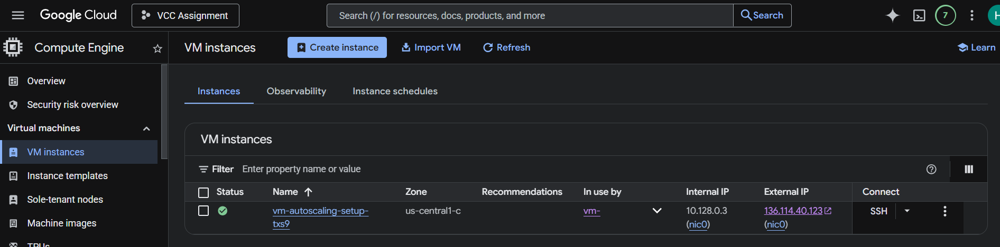 Google Cloud
VCC Assignment
Search (/) for resources, docs, products, and more
Search
7
H
Compute Engine
VM instances
Create instance
Import VM
Refresh
Learn
Overview
Security risk overview
Virtual machines
VM instances
Instance templates
Sole-tenant nodes
Machine images
TPUs
Instances
Observability
Instance schedules
VM instances
Filter Enter property name or value
Status Name Zone Recommendations In use by Internal IP External IP Connect
vm-autoscaling-setup- us-central1-c vm- 10.128.0.3 136.114.40.123 SSH
txs9 (nic0) (nic0)